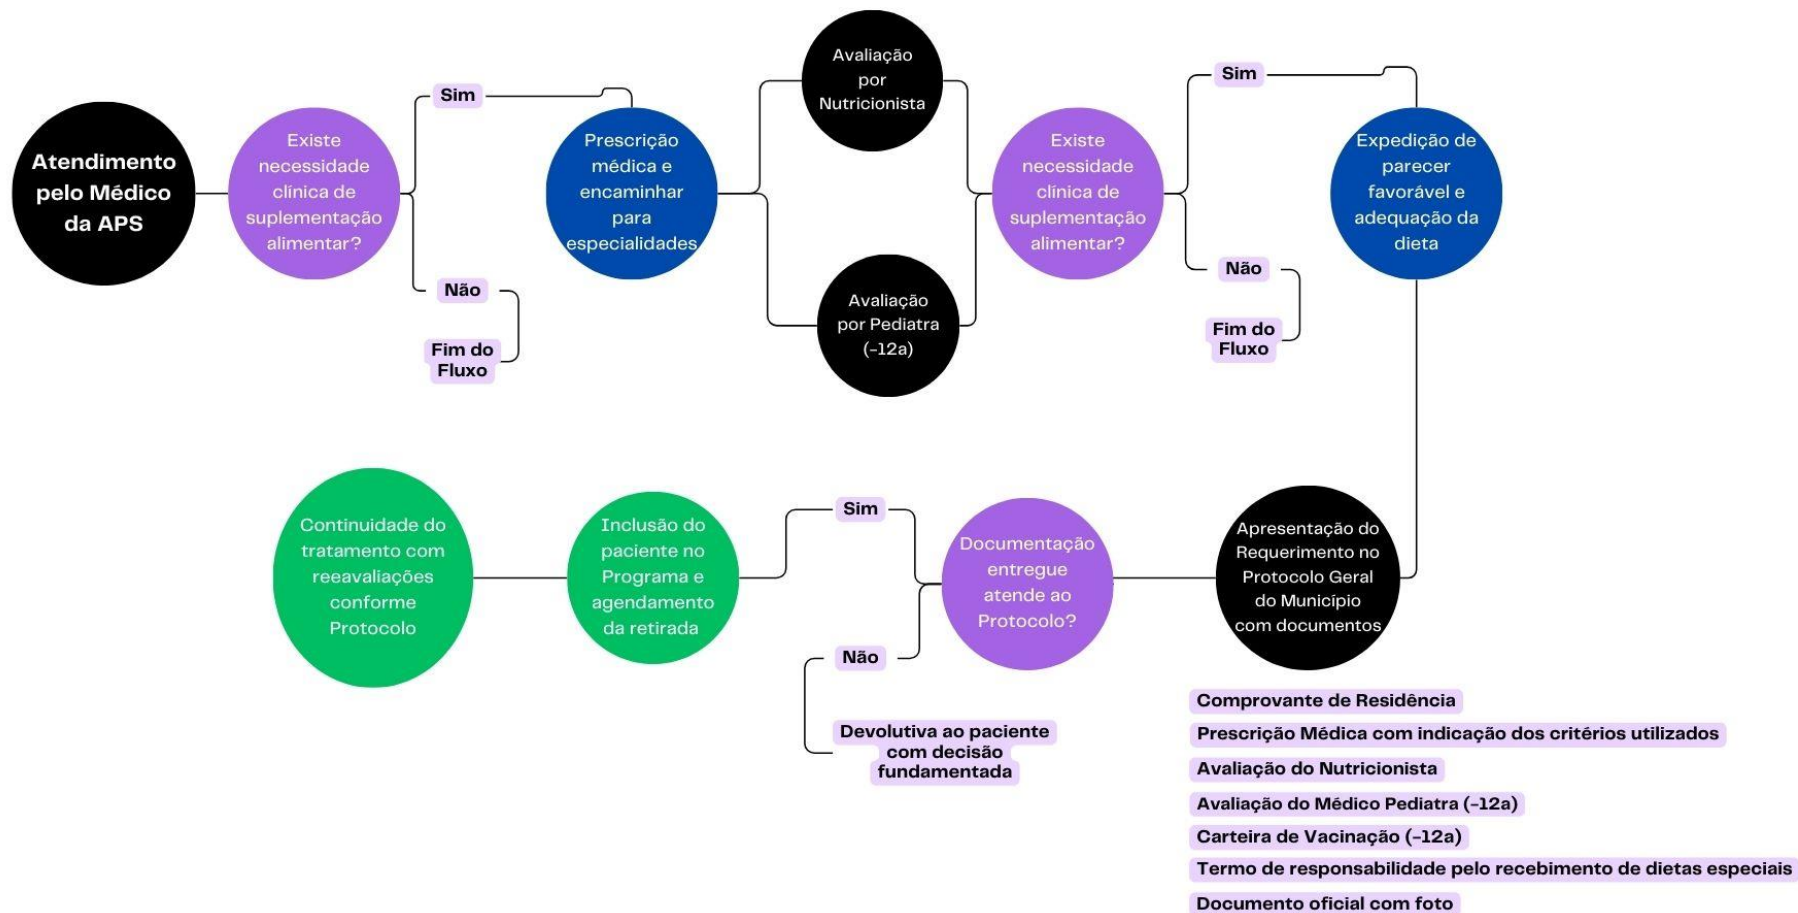 Atendimento
pelo Médico
da APS
Existe
necessidade
clínica de
suplementação
alimentar?
Sim
Não
Fim do
Fluxo
Prescrição
médica e
encaminhar
para
especialidades
Avaliação
por
Nutricionista
Avaliação
por Pediatra
(-12a)
Existe
necessidade
clínica de
suplementação
alimentar?
Sim
Não
Fim do
Fluxo
Expedição de
parecer
favorável e
adequação da
dieta
Apresentação do
Requerimento no
Protocolo Geral
do Município
com documentos
Comprovante de Residência
Prescrição Médica com indicação dos critérios utilizados
Avaliação do Nutricionista
Avaliação do Médico Pediatra (-12a)
Carteira de Vacinação (-12a)
Termo de responsabilidade pelo recebimento de dietas especiais
Documento oficial com foto
Documentação
entregue
atende ao
Protocolo?
Sim
Não
Devolutiva ao paciente
com decisão
fundamentada
Inclusão do
paciente no
Programa e
agendamento
da retirada
Continuidade do
tratamento com
reeavaliações
conforme
Protocolo